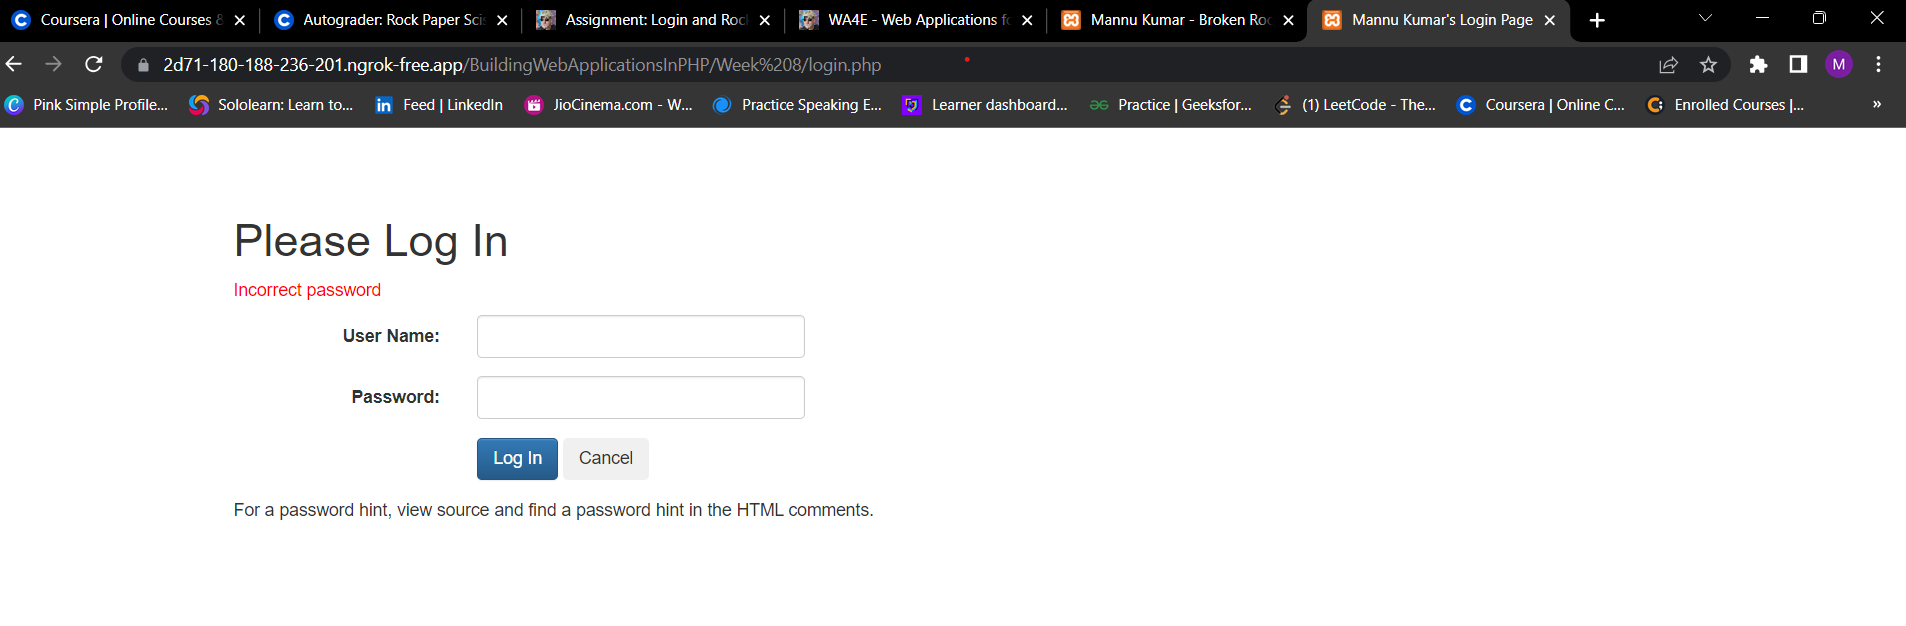 Coursera | Online Courses &
Autograder: Rock Paper Scis
Assignment: Login and Rock
WA4E - Web Applications fo
Mannu Kumar - Broken Roc
Mannu Kumar's Login Page
2d71-180-188-236-201.ngrok-free.app/BuildingWebApplicationsInPHP/Week%208/login.php
M
Pink Simple Profile...
Sololearn: Learn to...
Feed | LinkedIn
JioCinema.com - W...
Practice Speaking E...
Learner dashboard...
Practice | Geeksfor...
(1) LeetCode - The...
Coursera | Online C...
Enrolled Courses |...
»
Please Log In
Incorrect password
User Name:
Password:
Log In
Cancel
For a password hint, view source and find a password hint in the HTML comments.